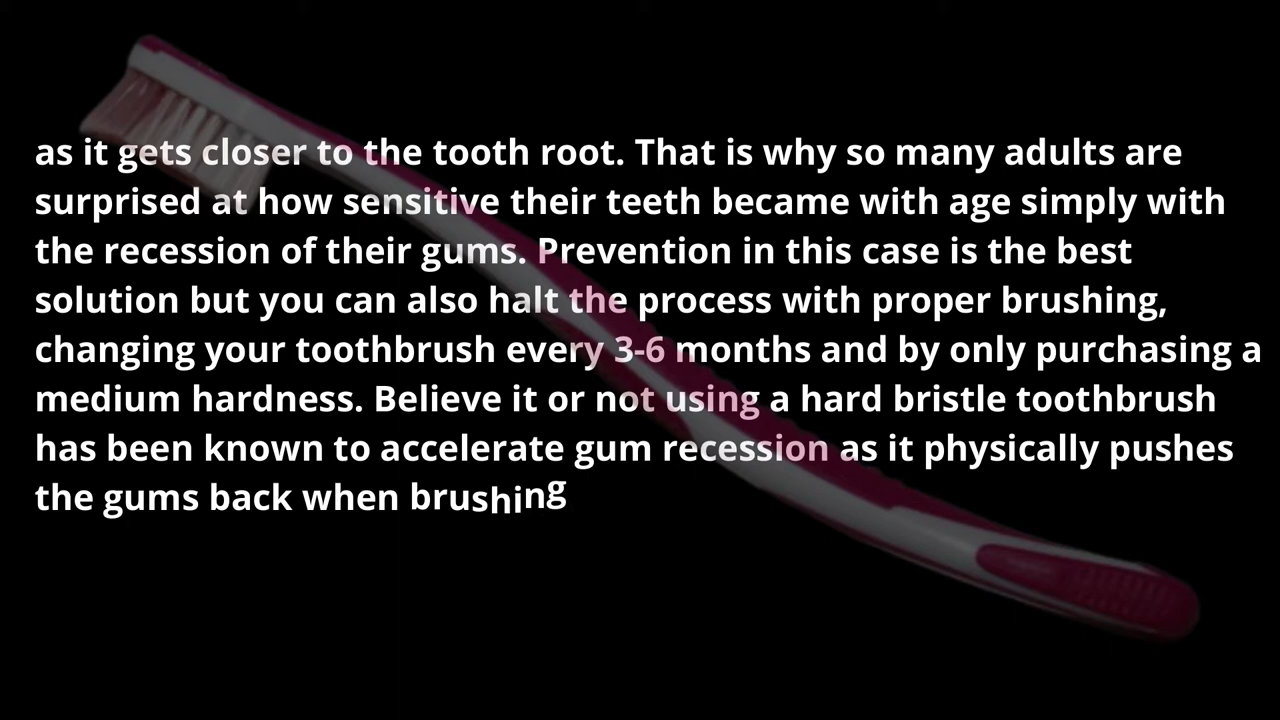 as it gets closer to the tooth root. That is why so many adults are
surprised at how sensitive their teeth became with age simply with
the recession of their gums. Prevention in this case is the best
solution but you can also halt the process with proper brushing,
changing your toothbrush every 3-6 months and by only purchasing a
medium hardness. Believe it or not using a hard bristle toothbrush
has been known to accelerate gum recession as it physically pushes
the gums back when brushing